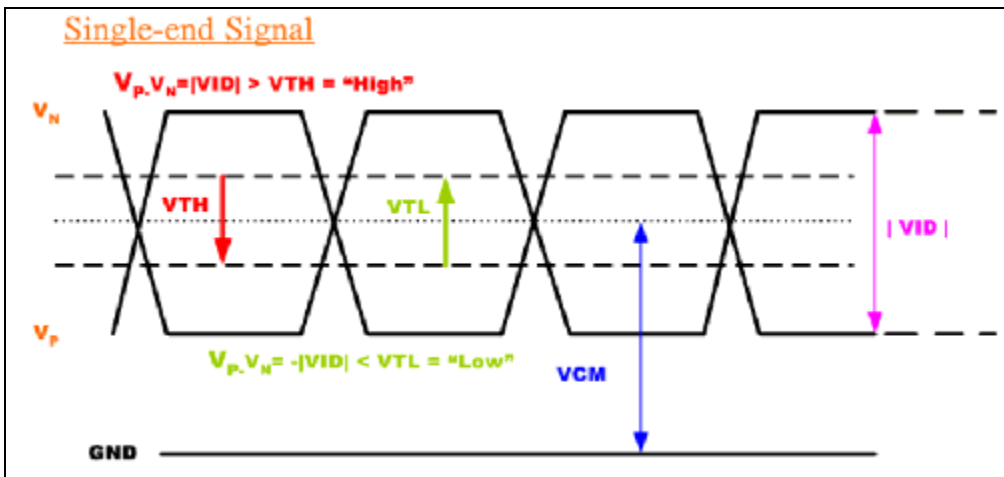 Single-end Signal
VP-VN=|VID| > VTH = “High”
VN
VTH
VTL
| VID |
VP
VP-VN= -|VID| < VTL = “Low”
VCM
GND